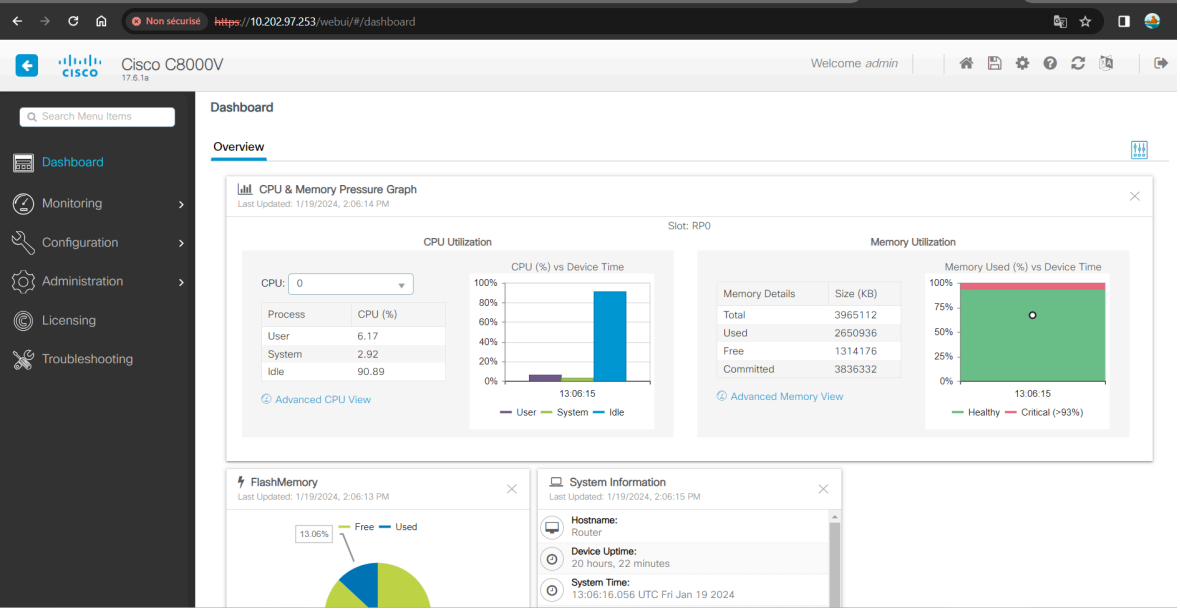 Non sécurisé https://10.202.97.253/webui/#/dashboard
CISCO
Cisco C8000V
17.6.1a
Welcome admin
Search Menu Items
Dashboard
Monitoring
Configuration
Administration
Licensing
Troubleshooting
Dashboard
Overview
CPU & Memory Pressure Graph
Last Updated: 1/19/2024, 2:06:14 PM
Slot: RP0
CPU Utilization
CPU: 0
Process CPU (%)
User 6.17
System 2.92
Idle 90.89
Advanced CPU View
CPU (%) vs Device Time
100%
80%
60%
40%
20%
0%
13:06:15
User System Idle
Memory Utilization
Memory Details Size (KB)
Total 3965112
Used 2650936
Free 1314176
Committed 3836332
Advanced Memory View
Memory Used (%) vs Device Time
100%
75%
50%
25%
0%
13:06:15
Healthy Critical (>93%)
FlashMemory
Last Updated: 1/19/2024, 2:06:13 PM
Free Used
13.06%
System Information
Last Updated: 1/19/2024, 2:06:15 PM
Hostname:
Router
Device Uptime:
20 hours, 22 minutes
System Time:
13:06:16.056 UTC Fri Jan 19 2024